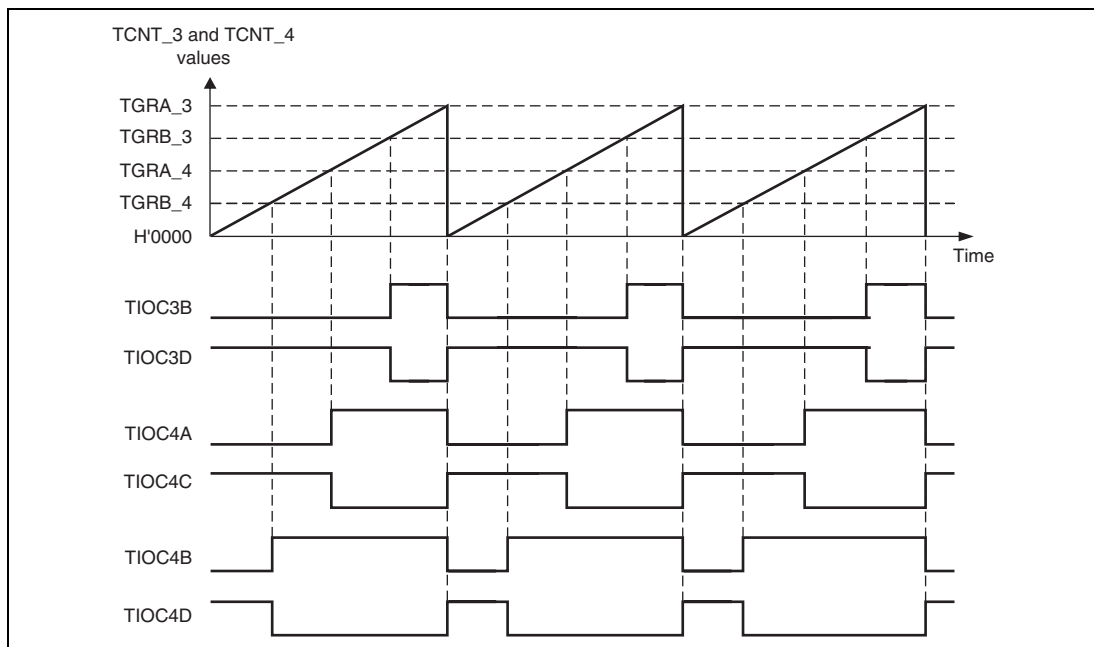 TCNT_3 and TCNT_4
values
TGRA_3
TGRB_3
TGRA_4
TGRB_4
H'0000
Time
TIOC3B
TIOC3D
TIOC4A
TIOC4C
TIOC4B
TIOC4D